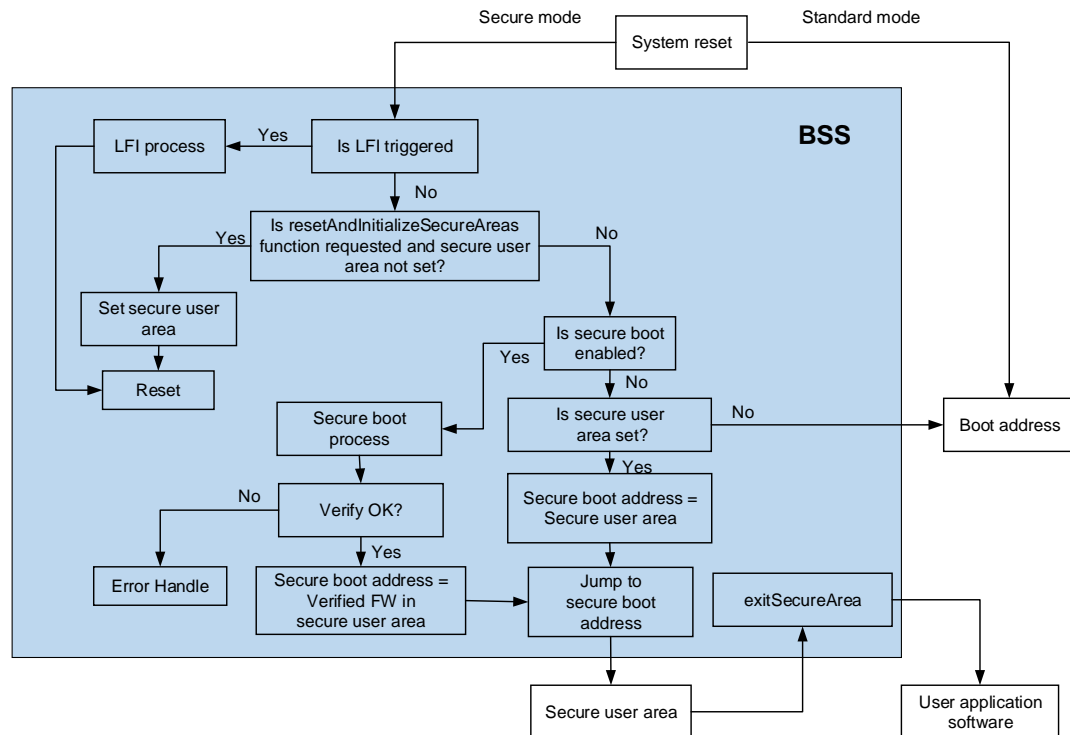 Secure mode
Standard mode
System reset
BSS
LFI process
Yes
Is LFI triggered
No
Is resetAndInitializeSecureAreas
function requested and secure user
area not set?
Yes
No
Set secure user
area
Is secure boot
enabled?
Yes
Reset
No
Secure boot
process
Is secure user
area set?
No
Boot address
Yes
Secure boot address =
Secure user area
No
Verify OK?
Yes
Error Handle
Secure boot address =
Verified FW in
secure user area
Jump to
secure boot
address
exitSecureArea
Secure user area
User application
software